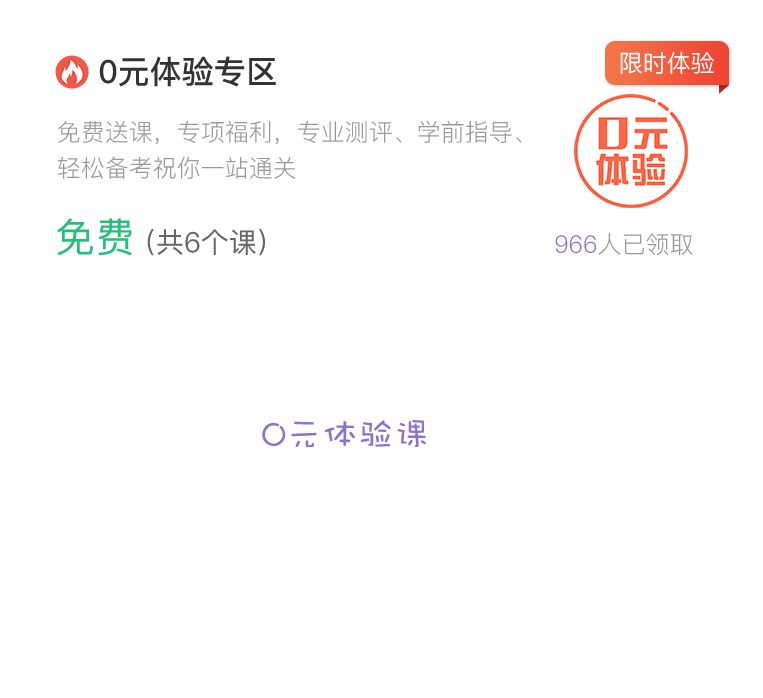 0元体验专区
限时体验
免费送课，专项福利，专业测评、学前指导、
轻松备考祝你一站通关
0元
体验
免费 (共6个课)
966人已领取
0元体验课